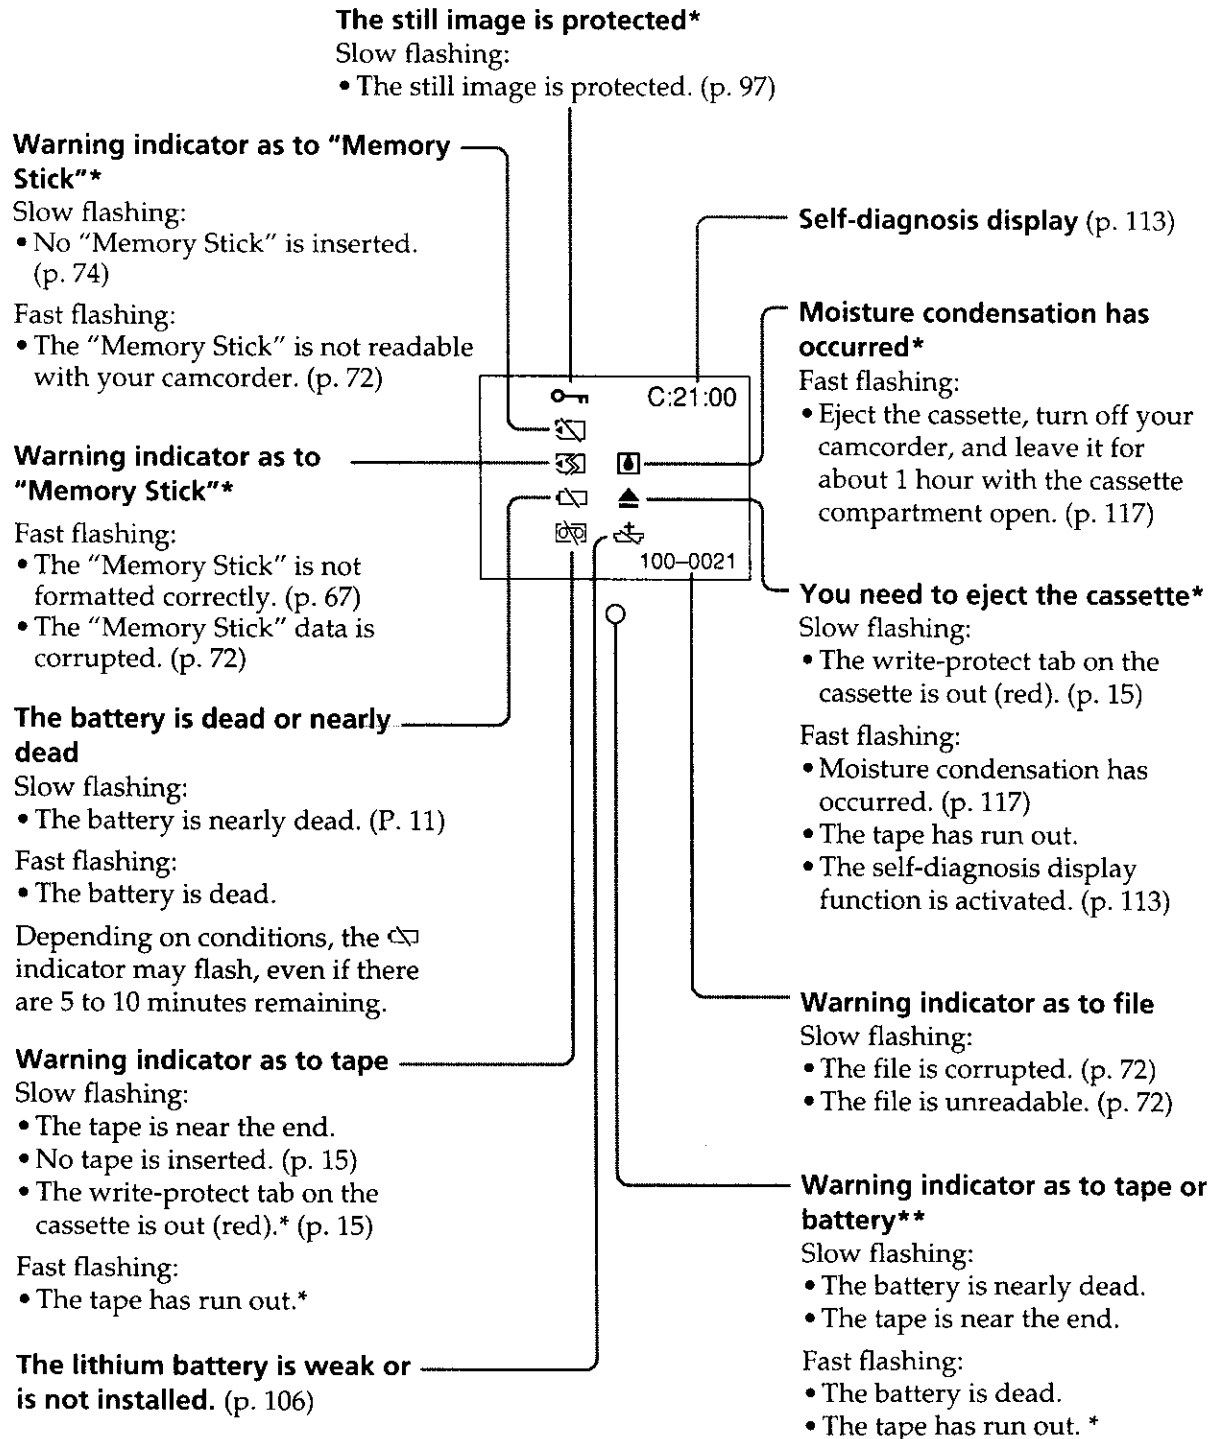 The still image is protected*
Slow flashing:
• The still image is protected. (p. 97)
Warning indicator as to "Memory
Stick"*
Slow flashing:
• No "Memory Stick" is inserted.
(p. 74)
Fast flashing:
• The "Memory Stick" is not readable
with your camcorder. (p. 72)
Warning indicator as to
"Memory Stick"*
Fast flashing:
• The "Memory Stick" is not
formatted correctly. (p. 67)
• The "Memory Stick" data is
corrupted. (p. 72)
The battery is dead or nearly
dead
Slow flashing:
• The battery is nearly dead. (P. 11)
Fast flashing:
• The battery is dead.
Depending on conditions, the
indicator may flash, even if there
are 5 to 10 minutes remaining.
Warning indicator as to tape
Slow flashing:
• The tape is near the end.
• No tape is inserted. (p. 15)
• The write-protect tab on the
cassette is out (red).* (p. 15)
Fast flashing:
• The tape has run out.*
The lithium battery is weak or
is not installed. (p. 106)
C:21:00
100–0021
Self-diagnosis display (p. 113)
Moisture condensation has
occurred*
Fast flashing:
• Eject the cassette, turn off your
camcorder, and leave it for
about 1 hour with the cassette
compartment open. (p. 117)
You need to eject the cassette*
Slow flashing:
• The write-protect tab on the
cassette is out (red). (p. 15)
Fast flashing:
• Moisture condensation has
occurred. (p. 117)
• The tape has run out.
• The self-diagnosis display
function is activated. (p. 113)
Warning indicator as to file
Slow flashing:
• The file is corrupted. (p. 72)
• The file is unreadable. (p. 72)
Warning indicator as to tape or
battery**
Slow flashing:
• The battery is nearly dead.
• The tape is near the end.
Fast flashing:
• The battery is dead.
• The tape has run out. *